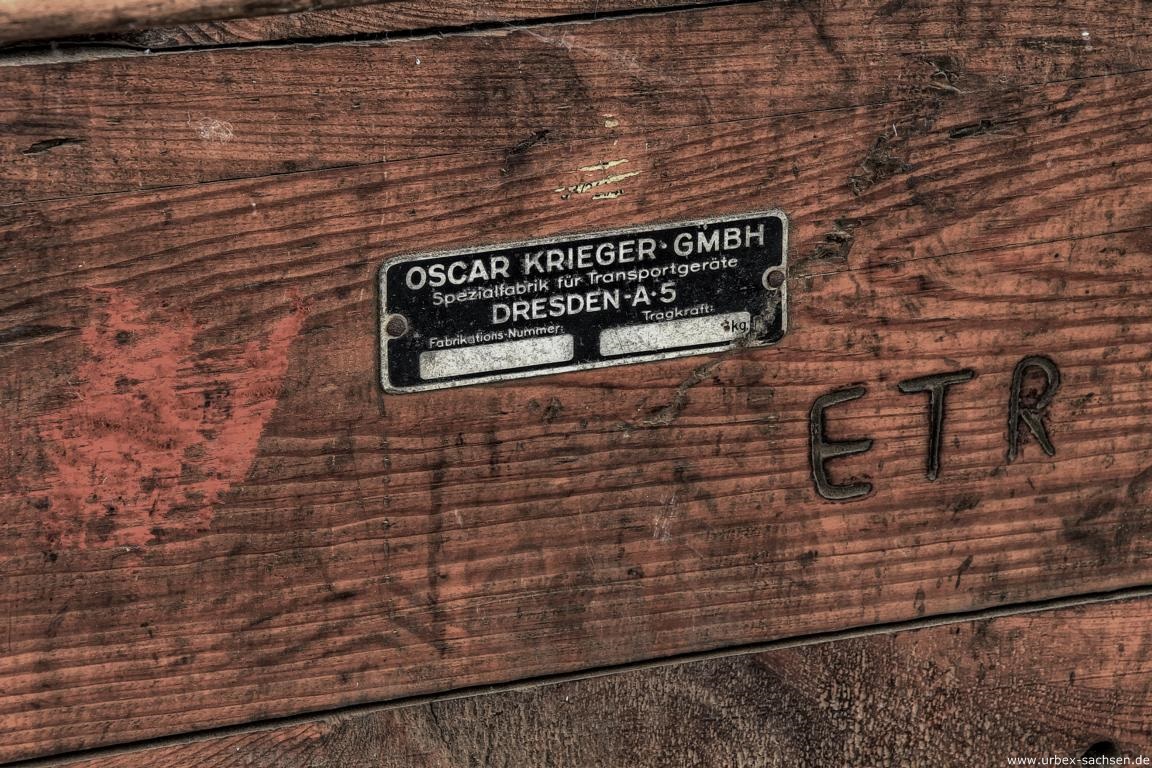 OSCAR KRIEGER·GMBH
Spezialfabrik für Transportgeräte
DRESDEN-A·5
Fabrikations-Nummer: Tragkraft:
kg
ETR
www.urbex-sachsen.de